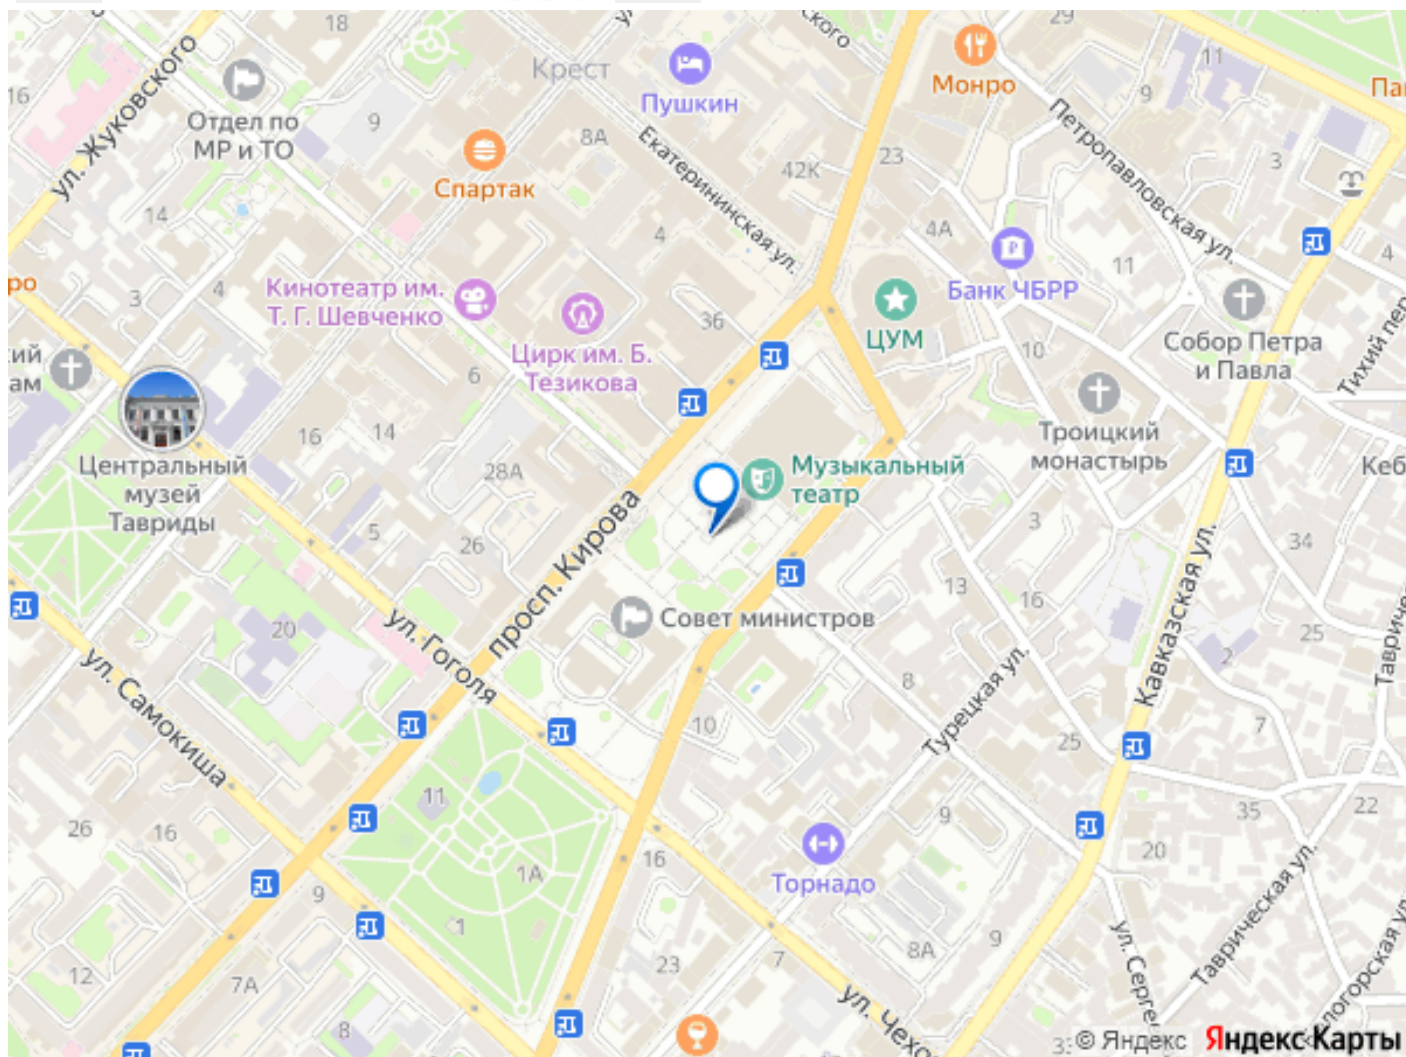 18
29
Крест
Монро
11
16
ул. Жуковского
Отдел по
МР и ТО
9
Пушкин
8А
Спартак
Екатерининская ул.
42К
23
9
Петропавловская ул.
3
14
4
4А
11
4
Банк ЧБРР
3
4
Кинотеатр им.
Т. Г. Шевченко
36
ЦУМ
Цирк им. Б.
Тезикова
6
10
Собор Петра
и Павла
Центральный
музей
Тавриды
16
14
28А
30
Троицкий
монастырь
Музыкальный
театр
5
26
просп. Кирова
3
34
13
16
Кавказская ул.
20
ул. Гоголя
Совет министров
25
2
ул. Самокиша
8
Турецкая ул.
10
25
7
11
35
22
26
16
9
1А
16
Торнадо
20
9
1
Таврическая ул.
12
7А
23
7
8А
9
8
© Яндекс
Яндекс Карты